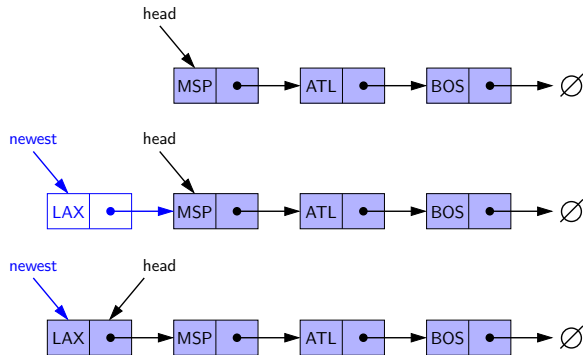 head
MSP ATL BOS ∅
newest head
LAX MSP ATL BOS ∅
newest head
LAX MSP ATL BOS ∅